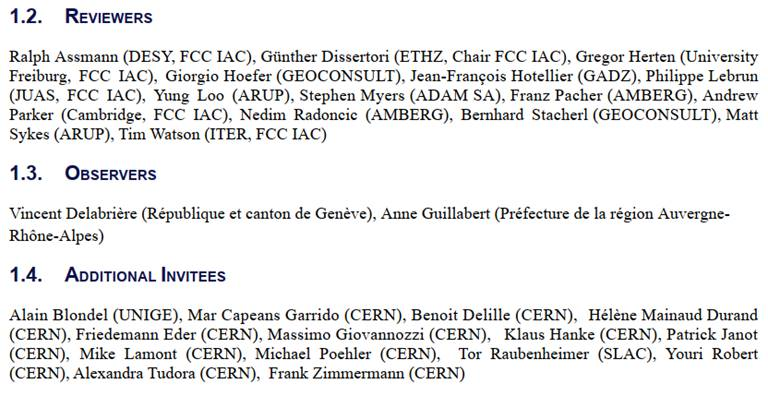 1.2. REVIEWERS
Ralph Assmann (DESY, FCC IAC), Günther Dissertori (ETHZ, Chair FCC IAC), Gregor Herten (University
Freiburg, FCC IAC), Giorgio Hoefer (GEOCONSULT), Jean-François Hotellier (GADZ), Philippe Lebrun
(JUAS, FCC IAC), Yung Loo (ARUP), Stephen Myers (ADAM SA), Franz Pacher (AMBERG), Andrew
Parker (Cambridge, FCC IAC), Nedim Radoncic (AMBERG), Bernhard Stacherl (GEOCONSULT), Matt
Sykes (ARUP), Tim Watson (ITER, FCC IAC)
1.3. OBSERVERS
Vincent Delabrière (République et canton de Genève), Anne Guillabert (Préfecture de la région Auvergne-
Rhône-Alpes)
1.4. ADDITIONAL INVITEES
Alain Blondel (UNIGE), Mar Capeans Garrido (CERN), Benoit Delille (CERN), Hélène Mainaud Durand
(CERN), Friedemann Eder (CERN), Massimo Giovannozzi (CERN), Klaus Hanke (CERN), Patrick Janot
(CERN), Mike Lamont (CERN), Michael Poehler (CERN), Tor Raubenheimer (SLAC), Youri Robert
(CERN), Alexandra Tudora (CERN), Frank Zimmermann (CERN)